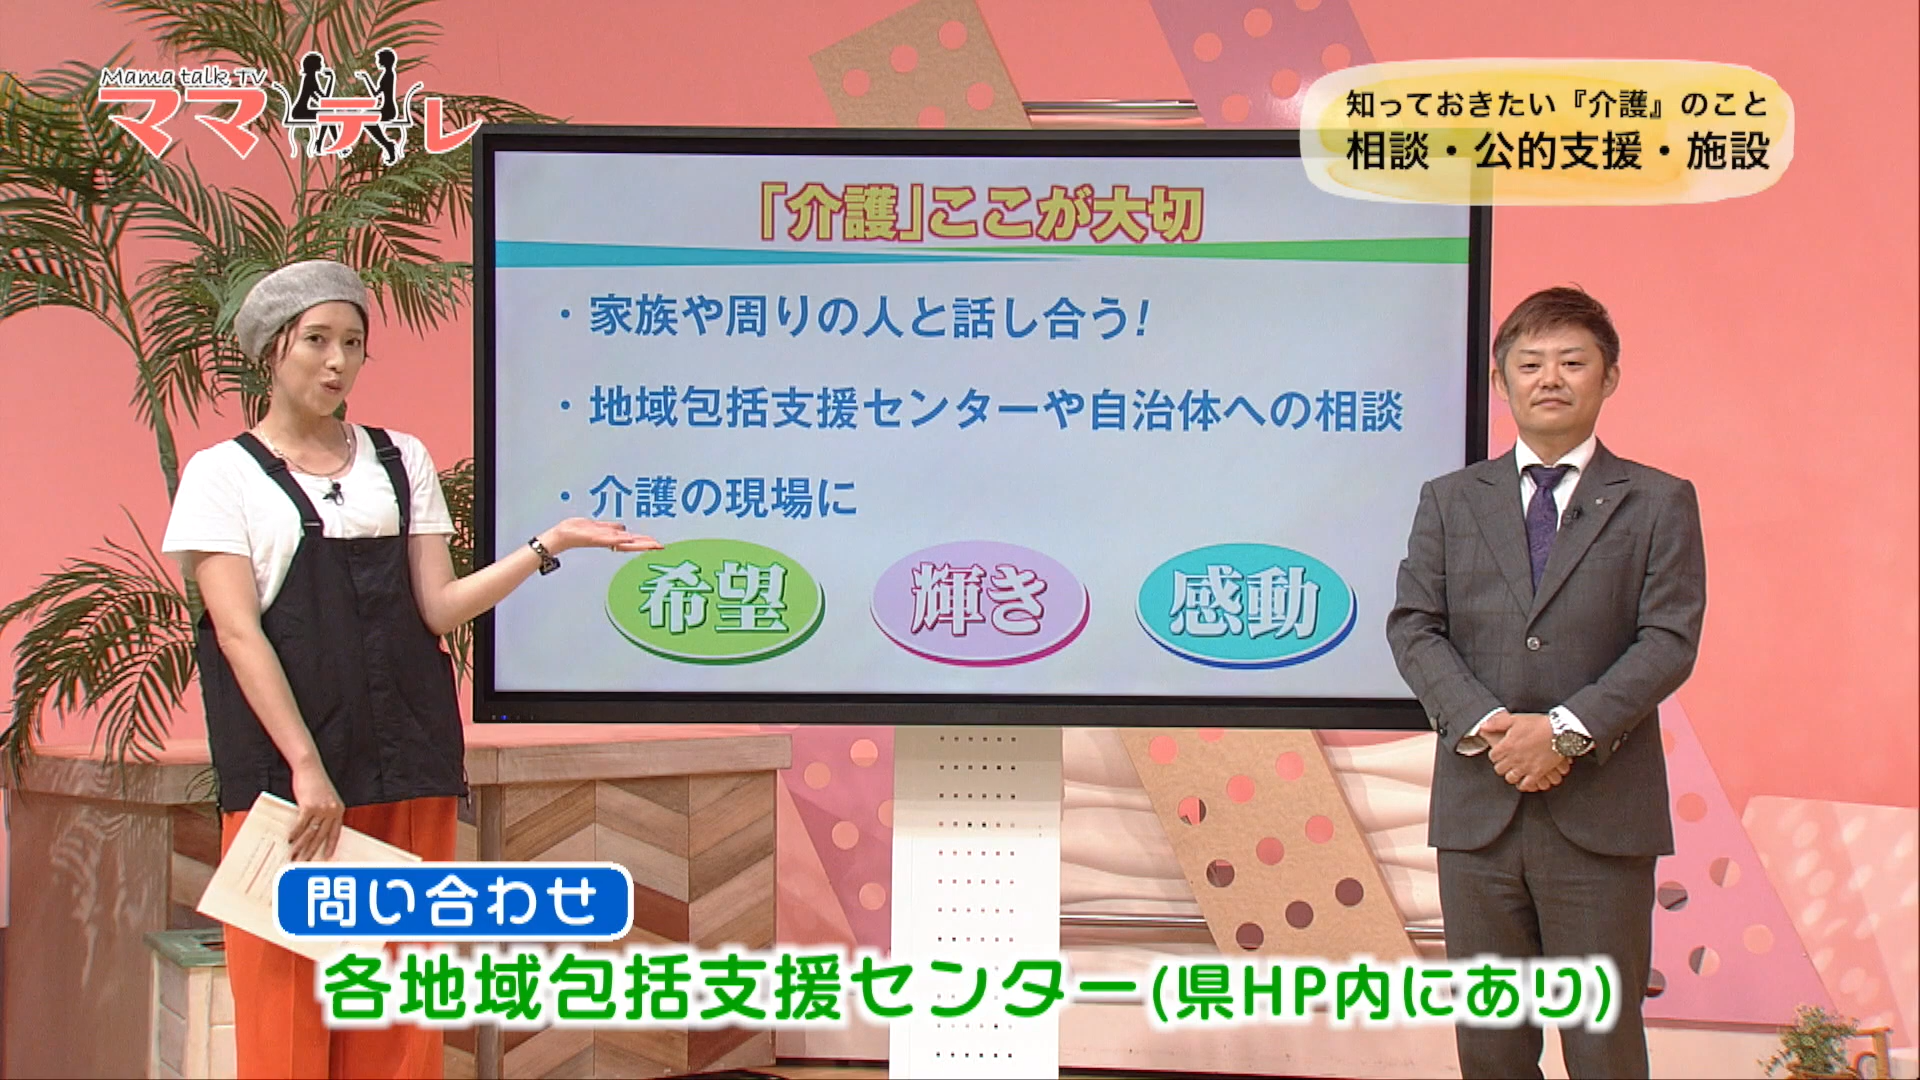 Mama talk TV
ママテレ
知っておきたい『介護』のこと
相談・公的支援・施設
「介護」ここが大切
・家族や周りの人と話し合う!
・地域包括支援センターや自治体への相談
・介護の現場に
希望 輝き 感動
問い合わせ
各地域包括支援センター(県HP内にあり)